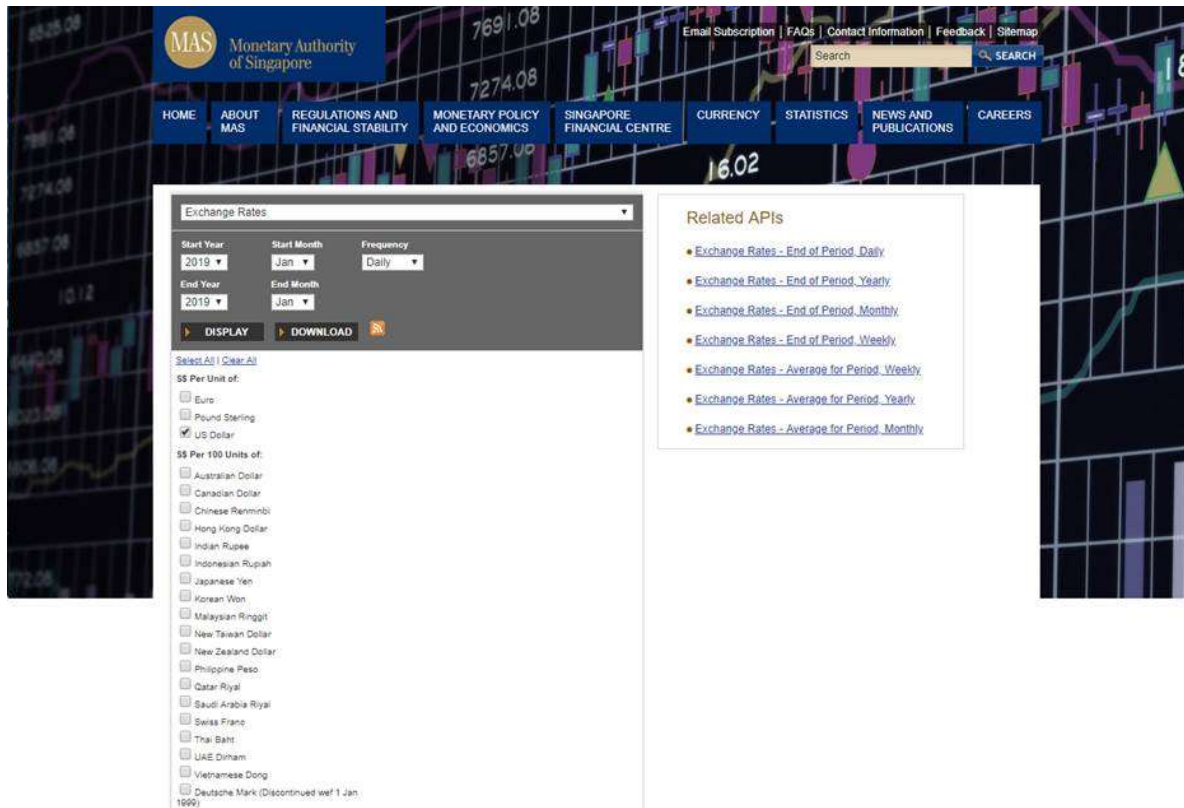 7691.08
8825.08
MAS
Monetary Authority
of Singapore
Email Subscription | FAQs | Contact Information | Feedback | Sitemap
Search
SEARCH
7274.08
HOME
ABOUT
MAS
REGULATIONS AND
FINANCIAL STABILITY
MONETARY POLICY
AND ECONOMICS
SINGAPORE
FINANCIAL CENTRE
CURRENCY
STATISTICS
NEWS AND
PUBLICATIONS
CAREERS
6857.08
16.02
7274.08
6857.08
10.12
Exchange Rates
Start Year
Start Month
Frequency
2019
Jan
Daily
End Year
End Month
2019
Jan
DISPLAY
DOWNLOAD
Select All | Clear All
S$ Per Unit of:
Euro
Pound Sterling
US Dollar
S$ Per 100 Units of:
Australian Dollar
Canadian Dollar
Chinese Renminbi
Hong Kong Dollar
Indian Rupee
Indonesian Rupiah
Japanese Yen
Korean Won
Malaysian Ringgit
New Taiwan Dollar
New Zealand Dollar
Philippine Peso
Qatar Riyal
Saudi Arabia Riyal
Swiss Franc
Thai Baht
UAE Dirham
Vietnamese Dong
Deutsche Mark (Discontinued wef 1 Jan
1999)
Related APIs
Exchange Rates - End of Period, Daily
Exchange Rates - End of Period, Yearly
Exchange Rates - End of Period, Monthly
Exchange Rates - End of Period, Weekly
Exchange Rates - Average for Period, Weekly
Exchange Rates - Average for Period, Yearly
Exchange Rates - Average for Period, Monthly